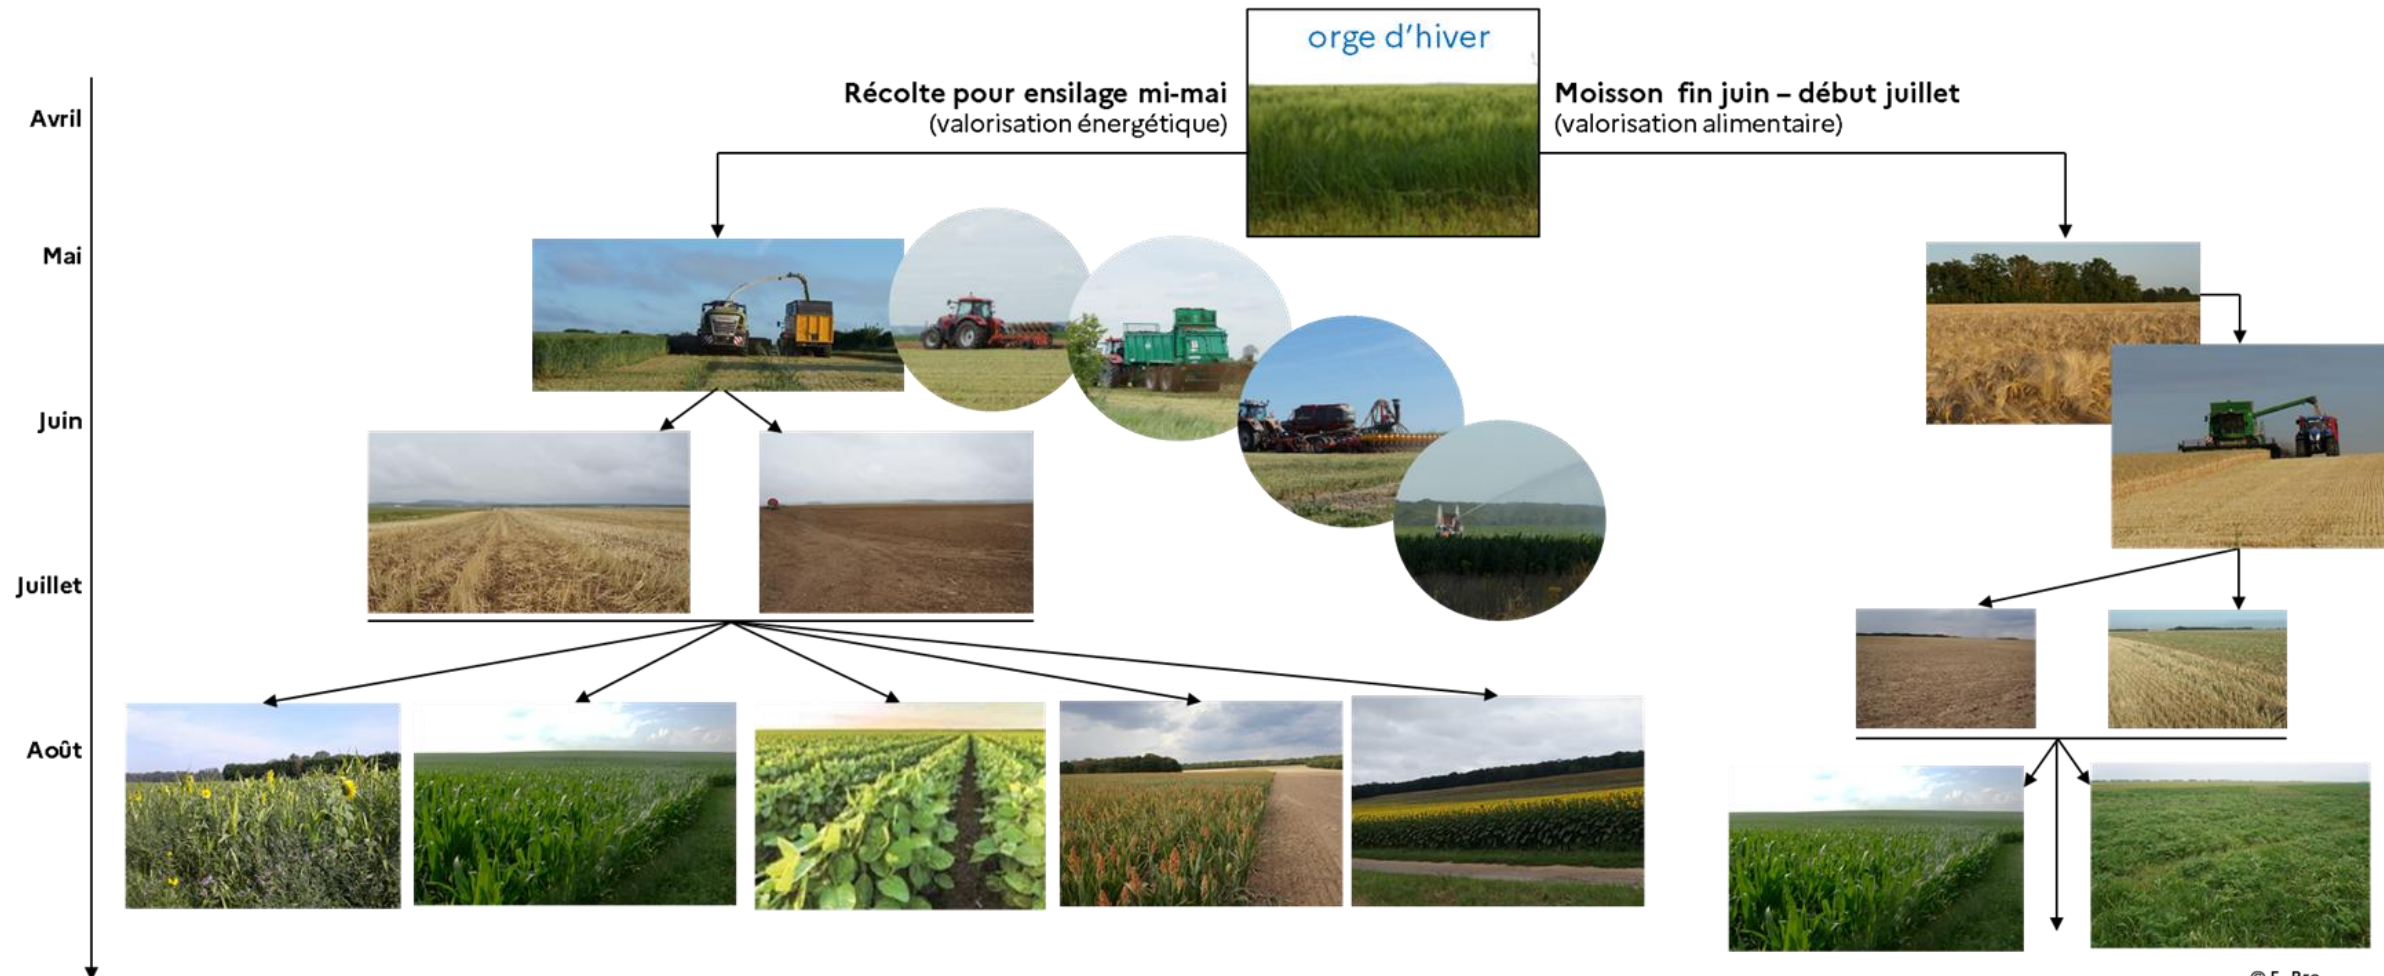 orge d'hiver
Récolte pour ensilage mi-mai
(valorisation énergétique)
Moisson fin juin – début juillet
(valorisation alimentaire)
Avril
Mai
Juin
Juillet
Août